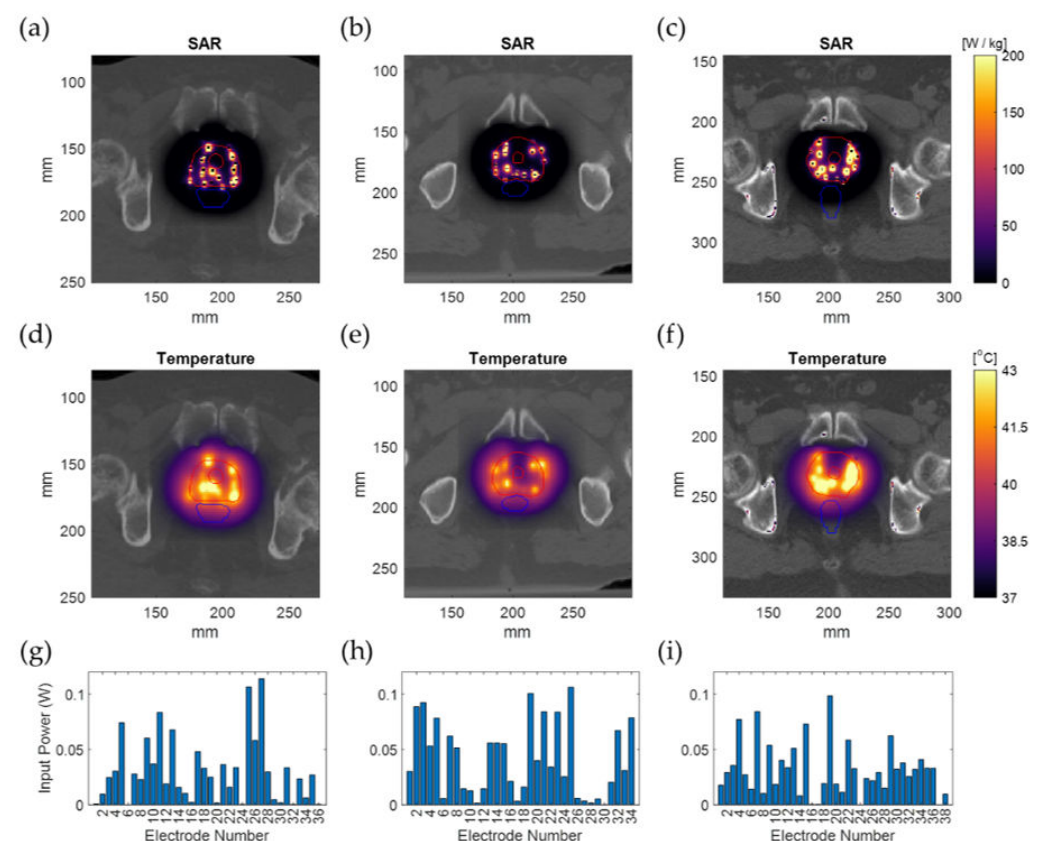 (a) (b) (c)
SAR SAR SAR [W / kg]
100 150 200 250
mm
150 200 250
mm
100 150 200 250
mm
150 200 250
mm
150 200 250 300
mm
150 200 250 300
mm
200 150 100 50 0
(d) (e) (f)
Temperature Temperature Temperature [°C]
100 150 200 250
mm
150 200 250
mm
100 150 200 250
mm
150 200 250
mm
150 200 250 300
mm
150 200 250 300
mm
43 41.5 40 38.5 37
(g) (h) (i)
Input Power (W)
0.1 0.05 0
2 4 6 8 10 12 14 16 18 20 22 24 26 28 30 32 34 36
Electrode Number
0.1 0.05 0
2 4 6 8 10 12 14 16 18 20 22 24 26 28 30 32 34
Electrode Number
0.1 0.05 0
2 4 6 8 10 12 14 16 18 20 22 24 26 28 30 32 34 36 38
Electrode Number